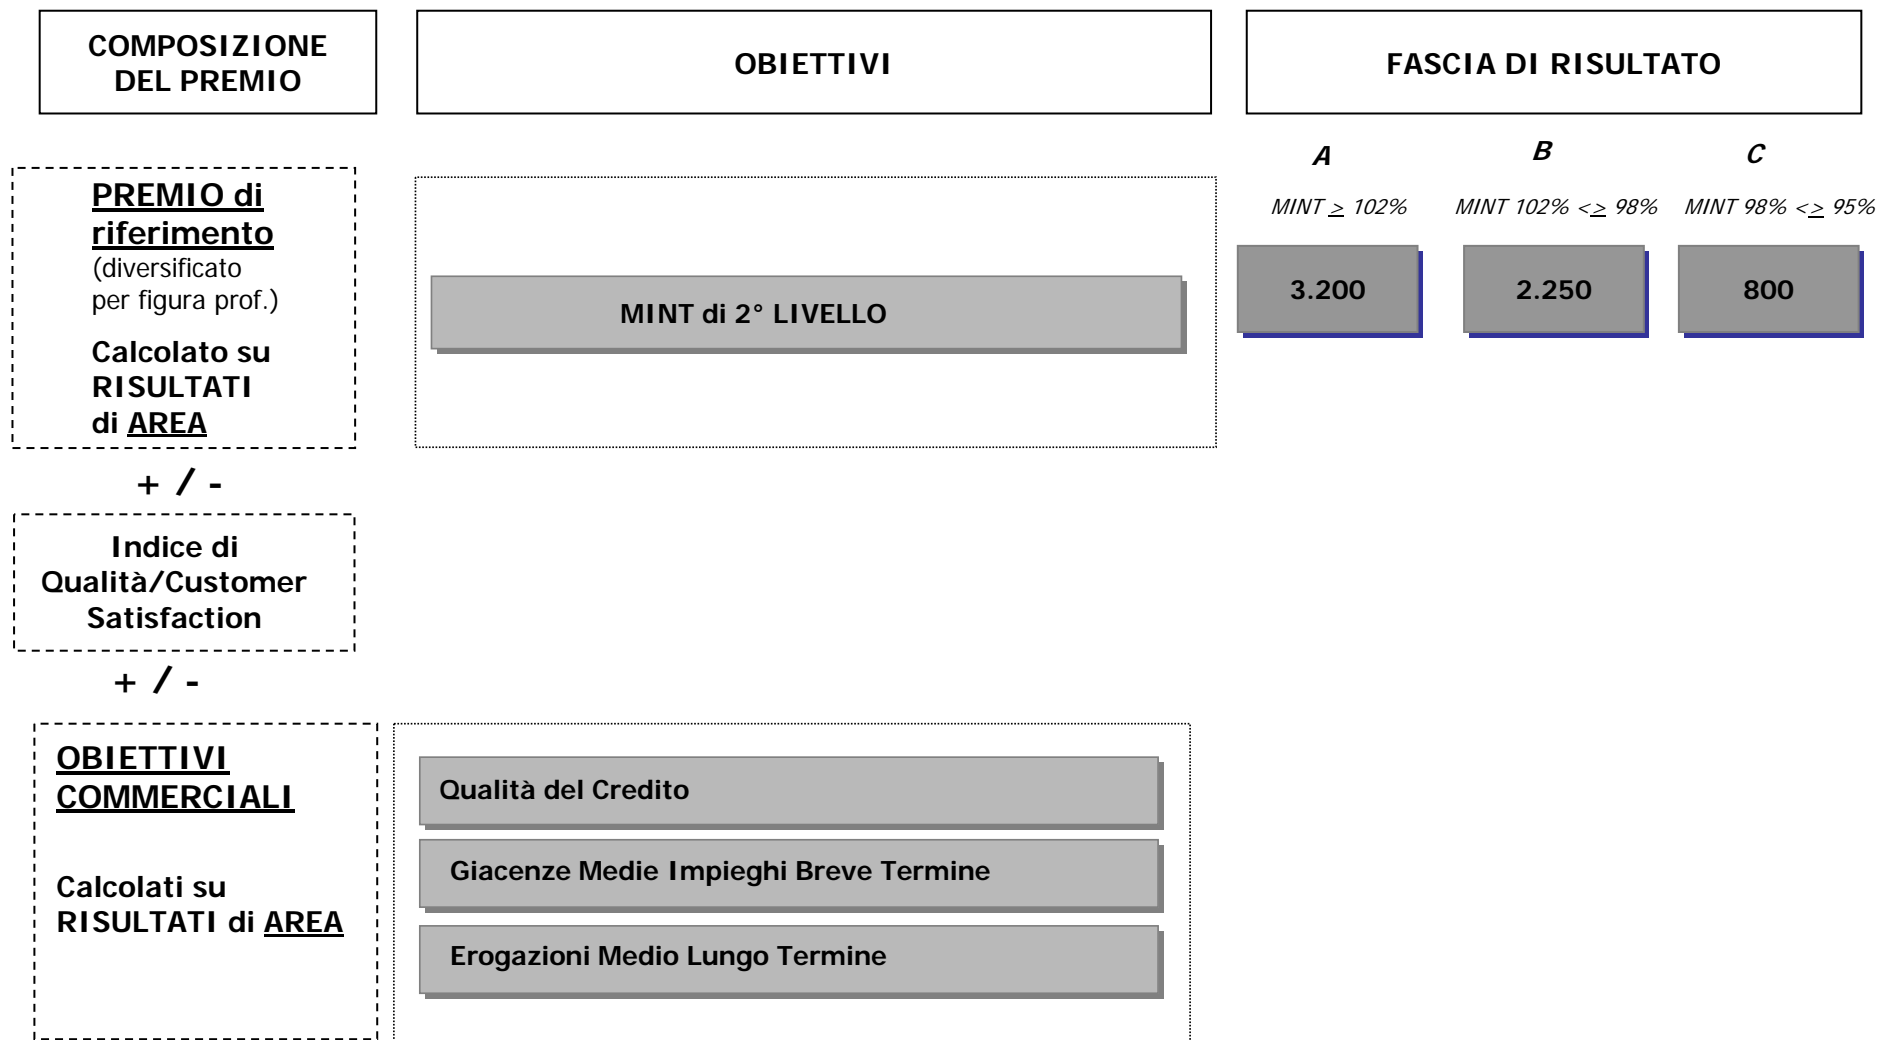 COMPOSIZIONE
DEL PREMIO
OBIETTIVI
FASCIA DI RISULTATO
A
B
C
MINT ≥ 102%
MINT 102% <≥ 98%
MINT 98% <≥ 95%
PREMIO di
riferimento
(diversificato
per figura prof.)
Calcolato su
RISULTATI
di AREA
MINT di 2° LIVELLO
3.200
2.250
800
+ / -
Indice di
Qualità/Customer
Satisfaction
+ / -
OBIETTIVI
COMMERCIALI
Calcolati su
RISULTATI di AREA
Qualità del Credito
Giacenze Medie Impieghi Breve Termine
Erogazioni Medio Lungo Termine